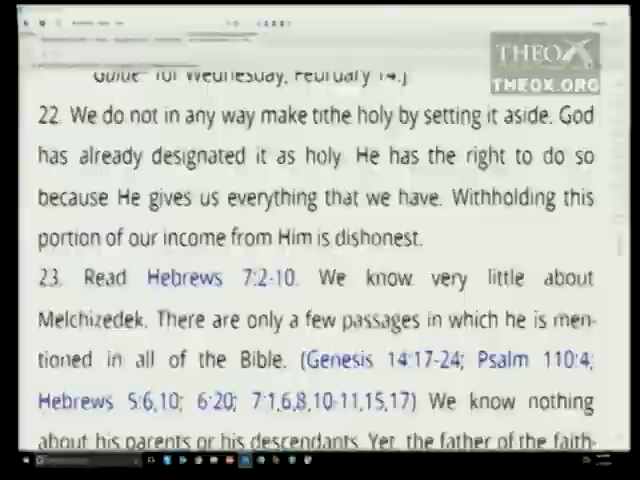 THEOX
THEOX.ORG
Guide" for Wednesday, February 14.]
22. We do not in any way make tithe holy by setting it aside. God
has already designated it as holy. He has the right to do so
because He gives us everything that we have. Withholding this
portion of our income from Him is dishonest.
23. Read Hebrews 7:2-10. We know very little about
Melchizedek. There are only a few passages in which he is men-
tioned in all of the Bible. (Genesis 14:17-24; Psalm 110:4;
Hebrews 5:6,10; 6:20; 7:1,6,8,10-11,15,17) We know nothing
about his parents or his descendants. Yet, the father of the faith-